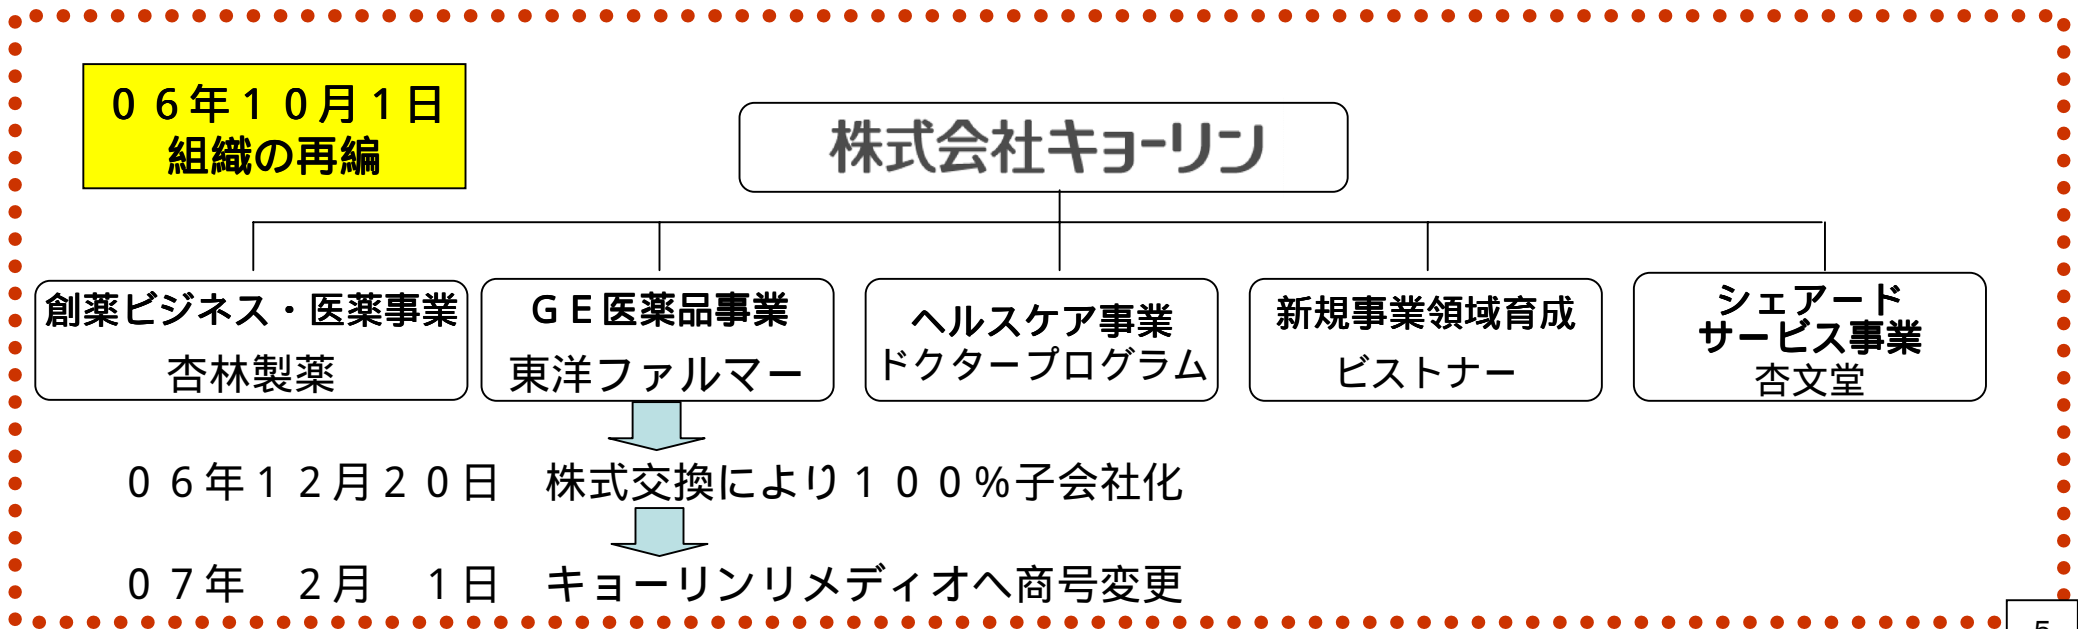 ０６年１０月１日
組織の再編
株式会社キョーリン
創薬ビジネス・医薬事業
杏林製薬
ＧＥ医薬品事業
東洋ファルマー
ヘルスケア事業
ドクタープログラム
新規事業領域育成
ビストナー
シェアード
サービス事業
杏文堂
０６年１２月２０日　株式交換により１００％子会社化
０７年　２月　１日　キョーリンリメディオへ商号変更
5